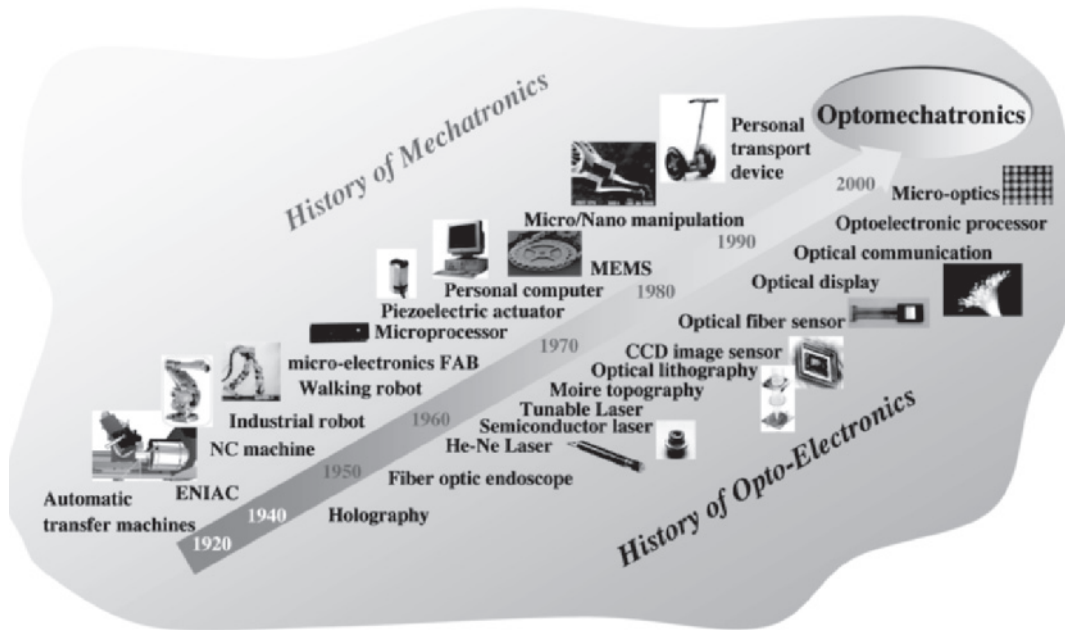 History of Mechatronics
Optomechatronics
Personal
transport
device
2000
Micro-optics
Micro/Nano manipulation
1990
Optoelectronic processor
Optical communication
MEMS
Personal computer
1980
Optical display
Piezoelectric actuator
Microprocessor
Optical fiber sensor
1970
micro-electronics FAB
CCD image sensor
Optical lithography
Walking robot
Moire topography
Tunable Laser
Industrial robot
1960
Semiconductor laser
NC machine
He-Ne Laser
1950
Fiber optic endoscope
ENIAC
Automatic
transfer machines
1940
Holography
1920
History of Opto-Electronics